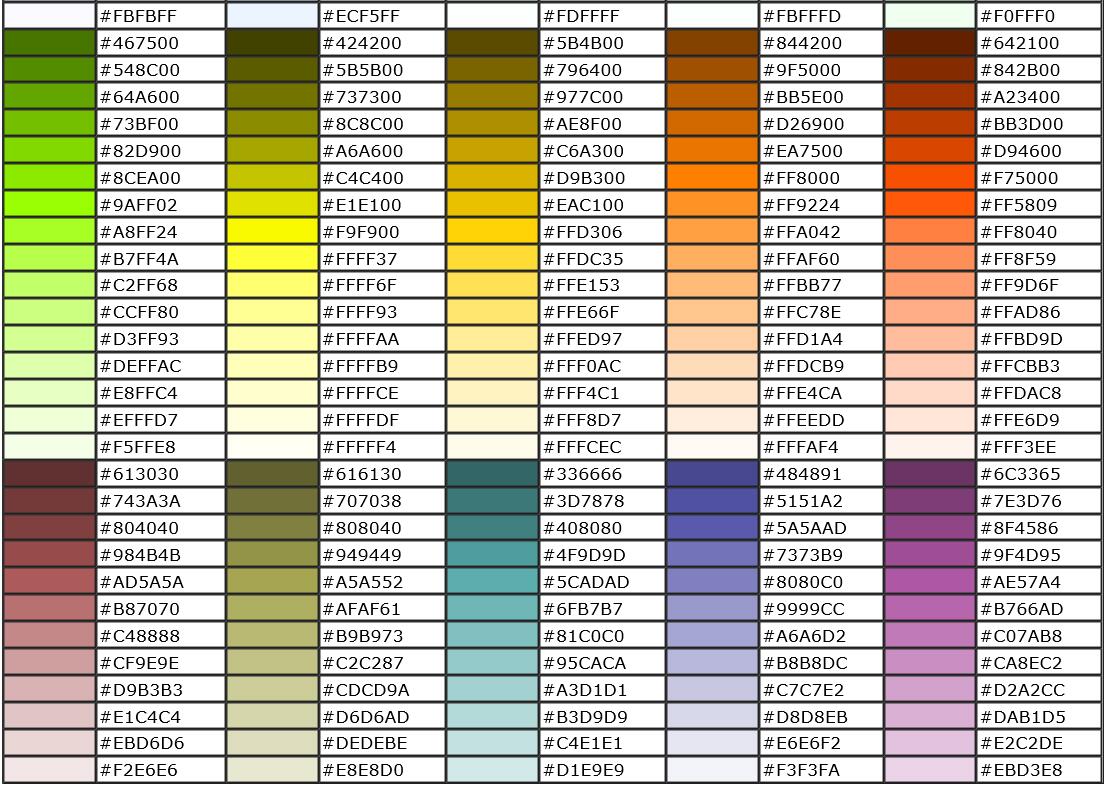 #FBFBFF #ECF5FF #FDFFFF #FBFFFD #F0FFF0
#467500 #424200 #5B4B00 #844200 #642100
#548C00 #5B5B00 #796400 #9F5000 #842B00
#64A600 #737300 #977C00 #BB5E00 #A23400
#73BF00 #8C8C00 #AE8F00 #D26900 #BB3D00
#82D900 #A6A600 #C6A300 #EA7500 #D94600
#8CEA00 #C4C400 #D9B300 #FF8000 #F75000
#9AFF02 #E1E100 #EAC100 #FF9224 #FF5809
#A8FF24 #F9F900 #FFD306 #FFA042 #FF8040
#B7FF4A #FFFF37 #FFDC35 #FFAF60 #FF8F59
#C2FF68 #FFFF6F #FFE153 #FFBB77 #FF9D6F
#CCFF80 #FFFF93 #FFE66F #FFC78E #FFAD86
#D3FF93 #FFFFAA #FFED97 #FFD1A4 #FFBD9D
#DEFFAC #FFFFB9 #FFF0AC #FFDCB9 #FFCBB3
#E8FFC4 #FFFFCE #FFF4C1 #FFE4CA #FFDAC8
#EFFFD7 #FFFFDF #FFF8D7 #FFEEDD #FFE6D9
#F5FFE8 #FFFFF4 #FFFCEC #FFFAF4 #FFF3EE
#613030 #616130 #336666 #484891 #6C3365
#743A3A #707038 #3D7878 #5151A2 #7E3D76
#804040 #808040 #408080 #5A5AAD #8F4586
#984B4B #949449 #4F9D9D #7373B9 #9F4D95
#AD5A5A #A5A552 #5CADAD #8080C0 #AE57A4
#B87070 #AFAF61 #6FB7B7 #9999CC #B766AD
#C48888 #B9B973 #81C0C0 #A6A6D2 #C07AB8
#CF9E9E #C2C287 #95CACA #B8B8DC #CA8EC2
#D9B3B3 #CDCD9A #A3D1D1 #C7C7E2 #D2A2CC
#E1C4C4 #D6D6AD #B3D9D9 #D8D8EB #DAB1D5
#EBD6D6 #DEDEBE #C4E1E1 #E6E6F2 #E2C2DE
#F2E6E6 #E8E8D0 #D1E9E9 #F3F3FA #EBD3E8